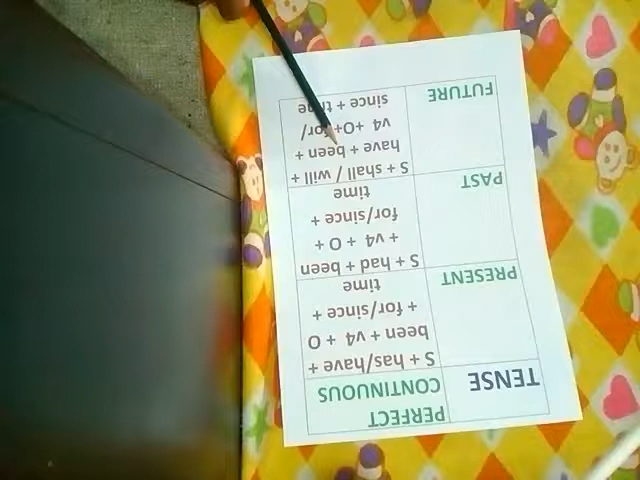 TENSE
PERFECT
CONTINUOUS
PRESENT
S + has/have +
been + v4 + O
+ for/since +
time
PAST
S + had + been
+ v4 + O +
for/since +
time
FUTURE
S + shall / will +
have + been +
v4 +O+ for/
since + time